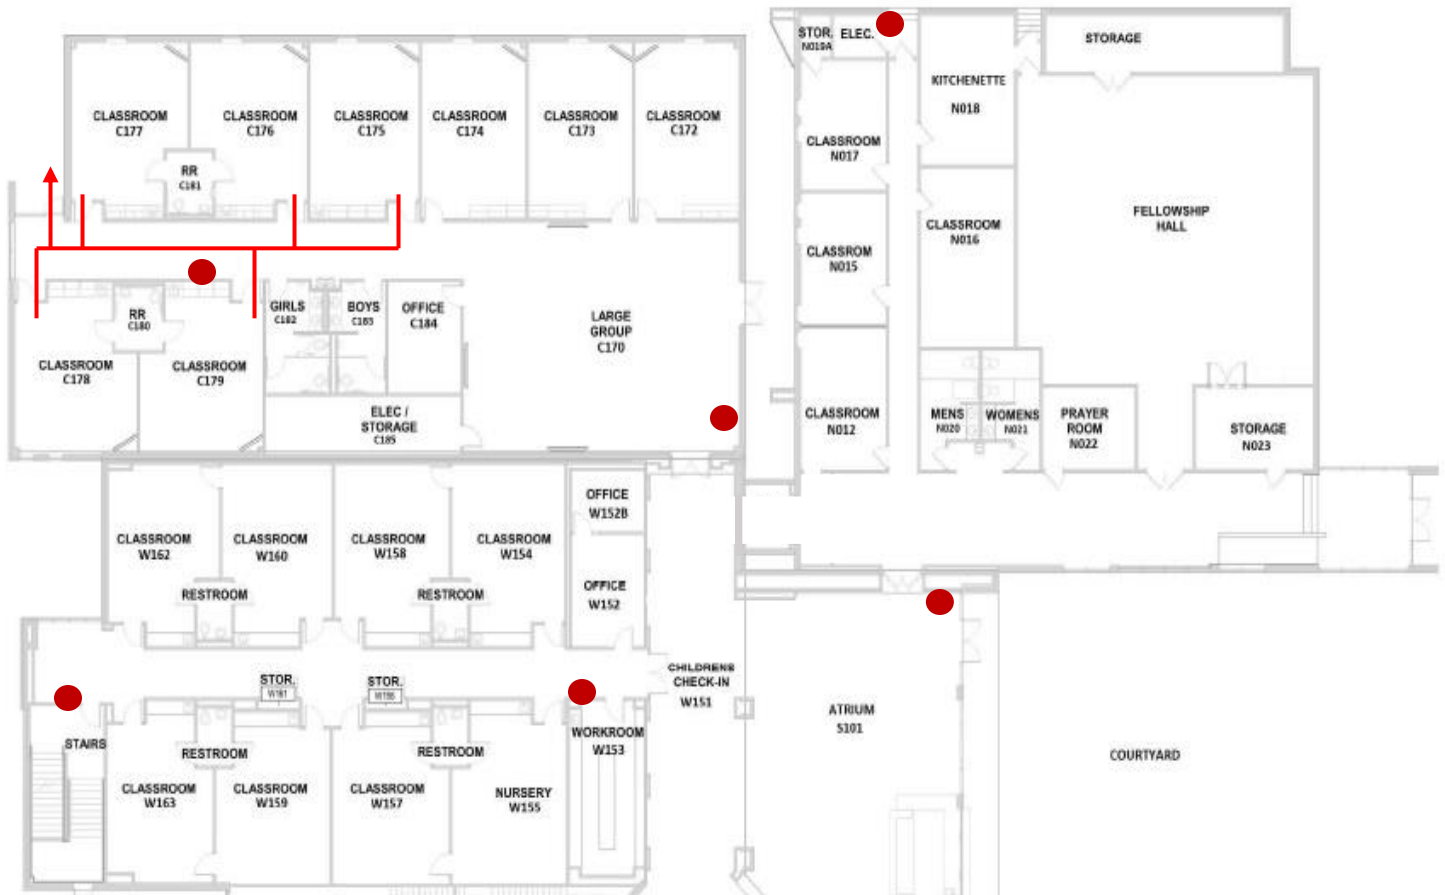 STOR.
N019A
ELEC.
STORAGE
KITCHENETTE
N018
CLASSROOM
C177
CLASSROOM
C176
CLASSROOM
C175
CLASSROOM
C174
CLASSROOM
C173
CLASSROOM
C172
CLASSROOM
N017
RR
C181
FELLOWSHIP
HALL
CLASSROOM
N016
CLASSROM
N015
GIRLS
C182
BOYS
C183
OFFICE
C184
RR
C180
LARGE
GROUP
C170
CLASSROOM
C178
CLASSROOM
C179
ELEC /
STORAGE
C185
CLASSROOM
N012
MENS
N020
WOMENS
N021
PRAYER
ROOM
N022
STORAGE
N023
OFFICE
W152B
CLASSROOM
W162
CLASSROOM
W160
CLASSROOM
W158
CLASSROOM
W154
RESTROOM
RESTROOM
OFFICE
W152
CHILDRENS
CHECK-IN
W151
STOR.
W161
STOR.
W156
ATRIUM
S101
STAIRS
RESTROOM
RESTROOM
WORKROOM
W153
COURTYARD
CLASSROOM
W163
CLASSROOM
W159
CLASSROOM
W157
NURSERY
W155